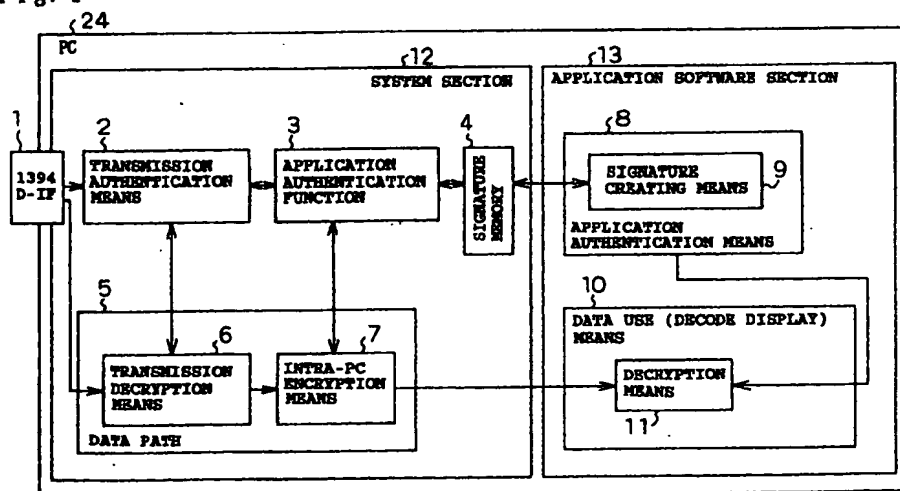 24
PC
12
SYSTEM SECTION
13
APPLICATION SOFTWARE SECTION
1
1394
D-IF
2
TRANSMISSION
AUTHENTICATION
MEANS
3
APPLICATION
AUTHENTICATION
FUNCTION
4
SIGNATURE
MEMORY
8
SIGNATURE
CREATING MEANS
9
APPLICATION
AUTHENTICATION MEANS
5
6
TRANSMISSION
DECRYPTION
MEANS
7
INTRA-PC
ENCRYPTION
MEANS
DATA PATH
10
DATA USE (DECODE DISPLAY)
MEANS
DECRYPTION
MEANS
11